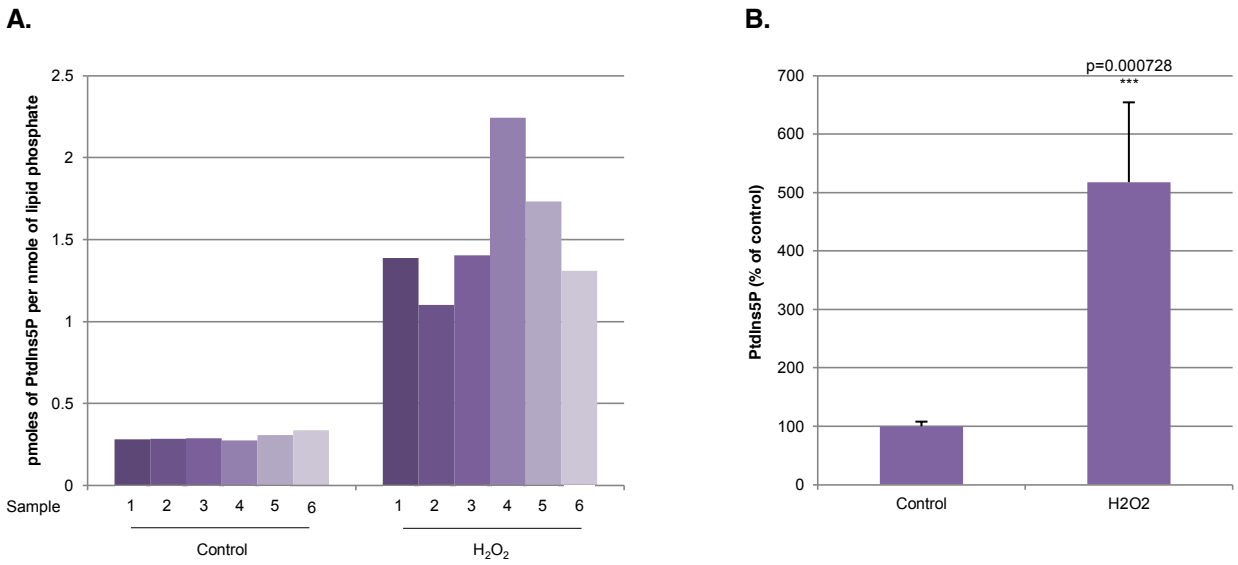 A.
pmoles of PtdIns5P per nmole of lipid phosphate
2.5
2
1.5
1
0.5
0
Sample 1 2 3 4 5 6 1 2 3 4 5 6
Control H₂O₂
B.
PtdIns5P (% of control)
p=0.000728
***
700
600
500
400
300
200
100
0
Control H2O2